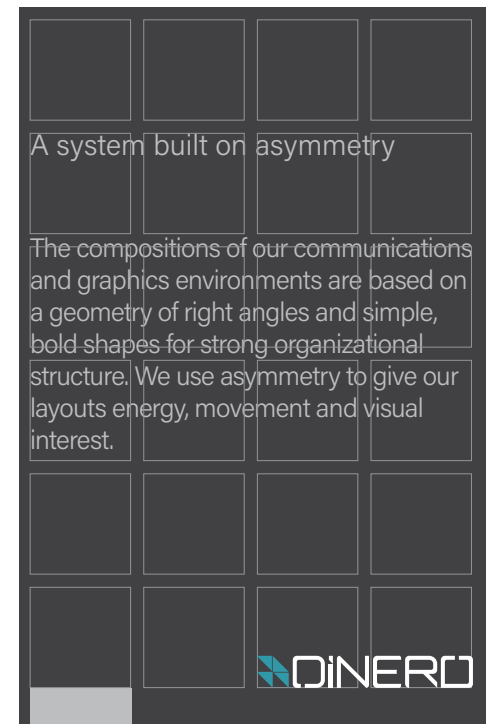 A system built on asymmetry
The compositions of our communications
and graphics environments are based on
a geometry of right angles and simple,
bold shapes for strong organizational
structure. We use asymmetry to give our
layouts energy, movement and visual
interest.
DiNERO